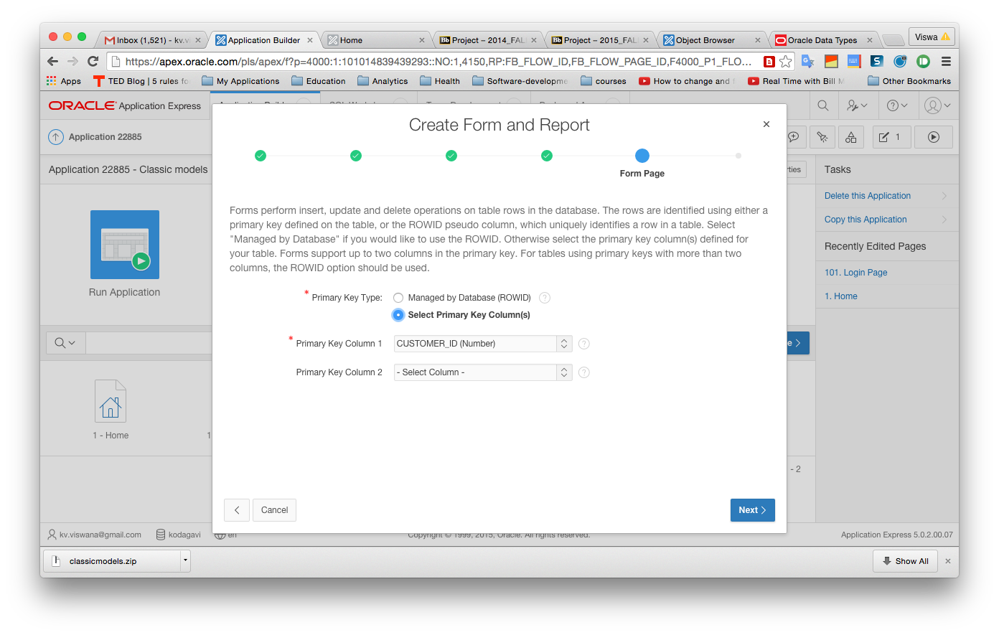 Inbox (1,521) - kv.vi
Application Builder
Home
Project – 2014_FALL
Project – 2015_FAL
Object Browser
Oracle Data Types
Viswa
https://apex.oracle.com/pls/apex/f?p=4000:1:101014839439293::NO:1,4150,RP:FB_FLOW_ID,FB_FLOW_PAGE_ID,F4000_P1_FLO...
Apps
TED Blog | 5 rules fo
My Applications
Education
Analytics
Health
Software-developme
courses
How to change and
Real Time with Bill M
Other Bookmarks
ORACLE Application Express
Application 22885
1
Application 22885 - Classic models
rties
Tasks
Delete this Application
Copy this Application
Recently Edited Pages
101. Login Page
1. Home
Run Application
1 - Home
1
- 2
Create Form and Report
Form Page
Forms perform insert, update and delete operations on table rows in the database. The rows are identified using either a
primary key defined on the table, or the ROWID pseudo column, which uniquely identifies a row in a table. Select
"Managed by Database" if you would like to use the ROWID. Otherwise select the primary key column(s) defined for
your table. Forms support up to two columns in the primary key. For tables using primary keys with more than two
columns, the ROWID option should be used.
* Primary Key Type: Managed by Database (ROWID) ?
Select Primary Key Column(s)
* Primary Key Column 1 CUSTOMER_ID (Number) ?
Primary Key Column 2 - Select Column - ?
Cancel
Next
kv.viswana@gmail.com
kodagavi
en
Copyright © 1999, 2015, Oracle. All rights reserved.
Application Express 5.0.2.00.07
classicmodels.zip
Show All